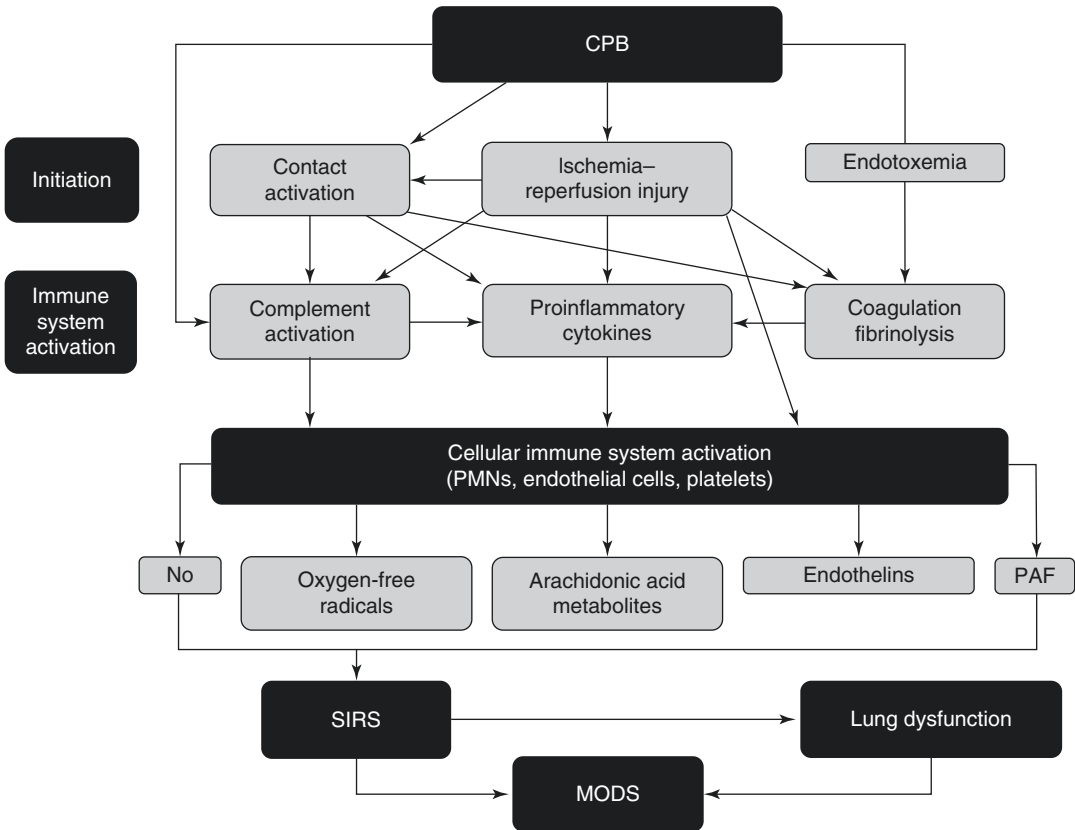 CPB
Initiation
Contact
activation
Ischemia–
reperfusion injury
Endotoxemia
Immune
system
activation
Complement
activation
Proinflammatory
cytokines
Coagulation
fibrinolysis
Cellular immune system activation
(PMNs, endothelial cells, platelets)
No
Oxygen-free
radicals
Arachidonic acid
metabolites
Endothelins
PAF
SIRS
Lung dysfunction
MODS